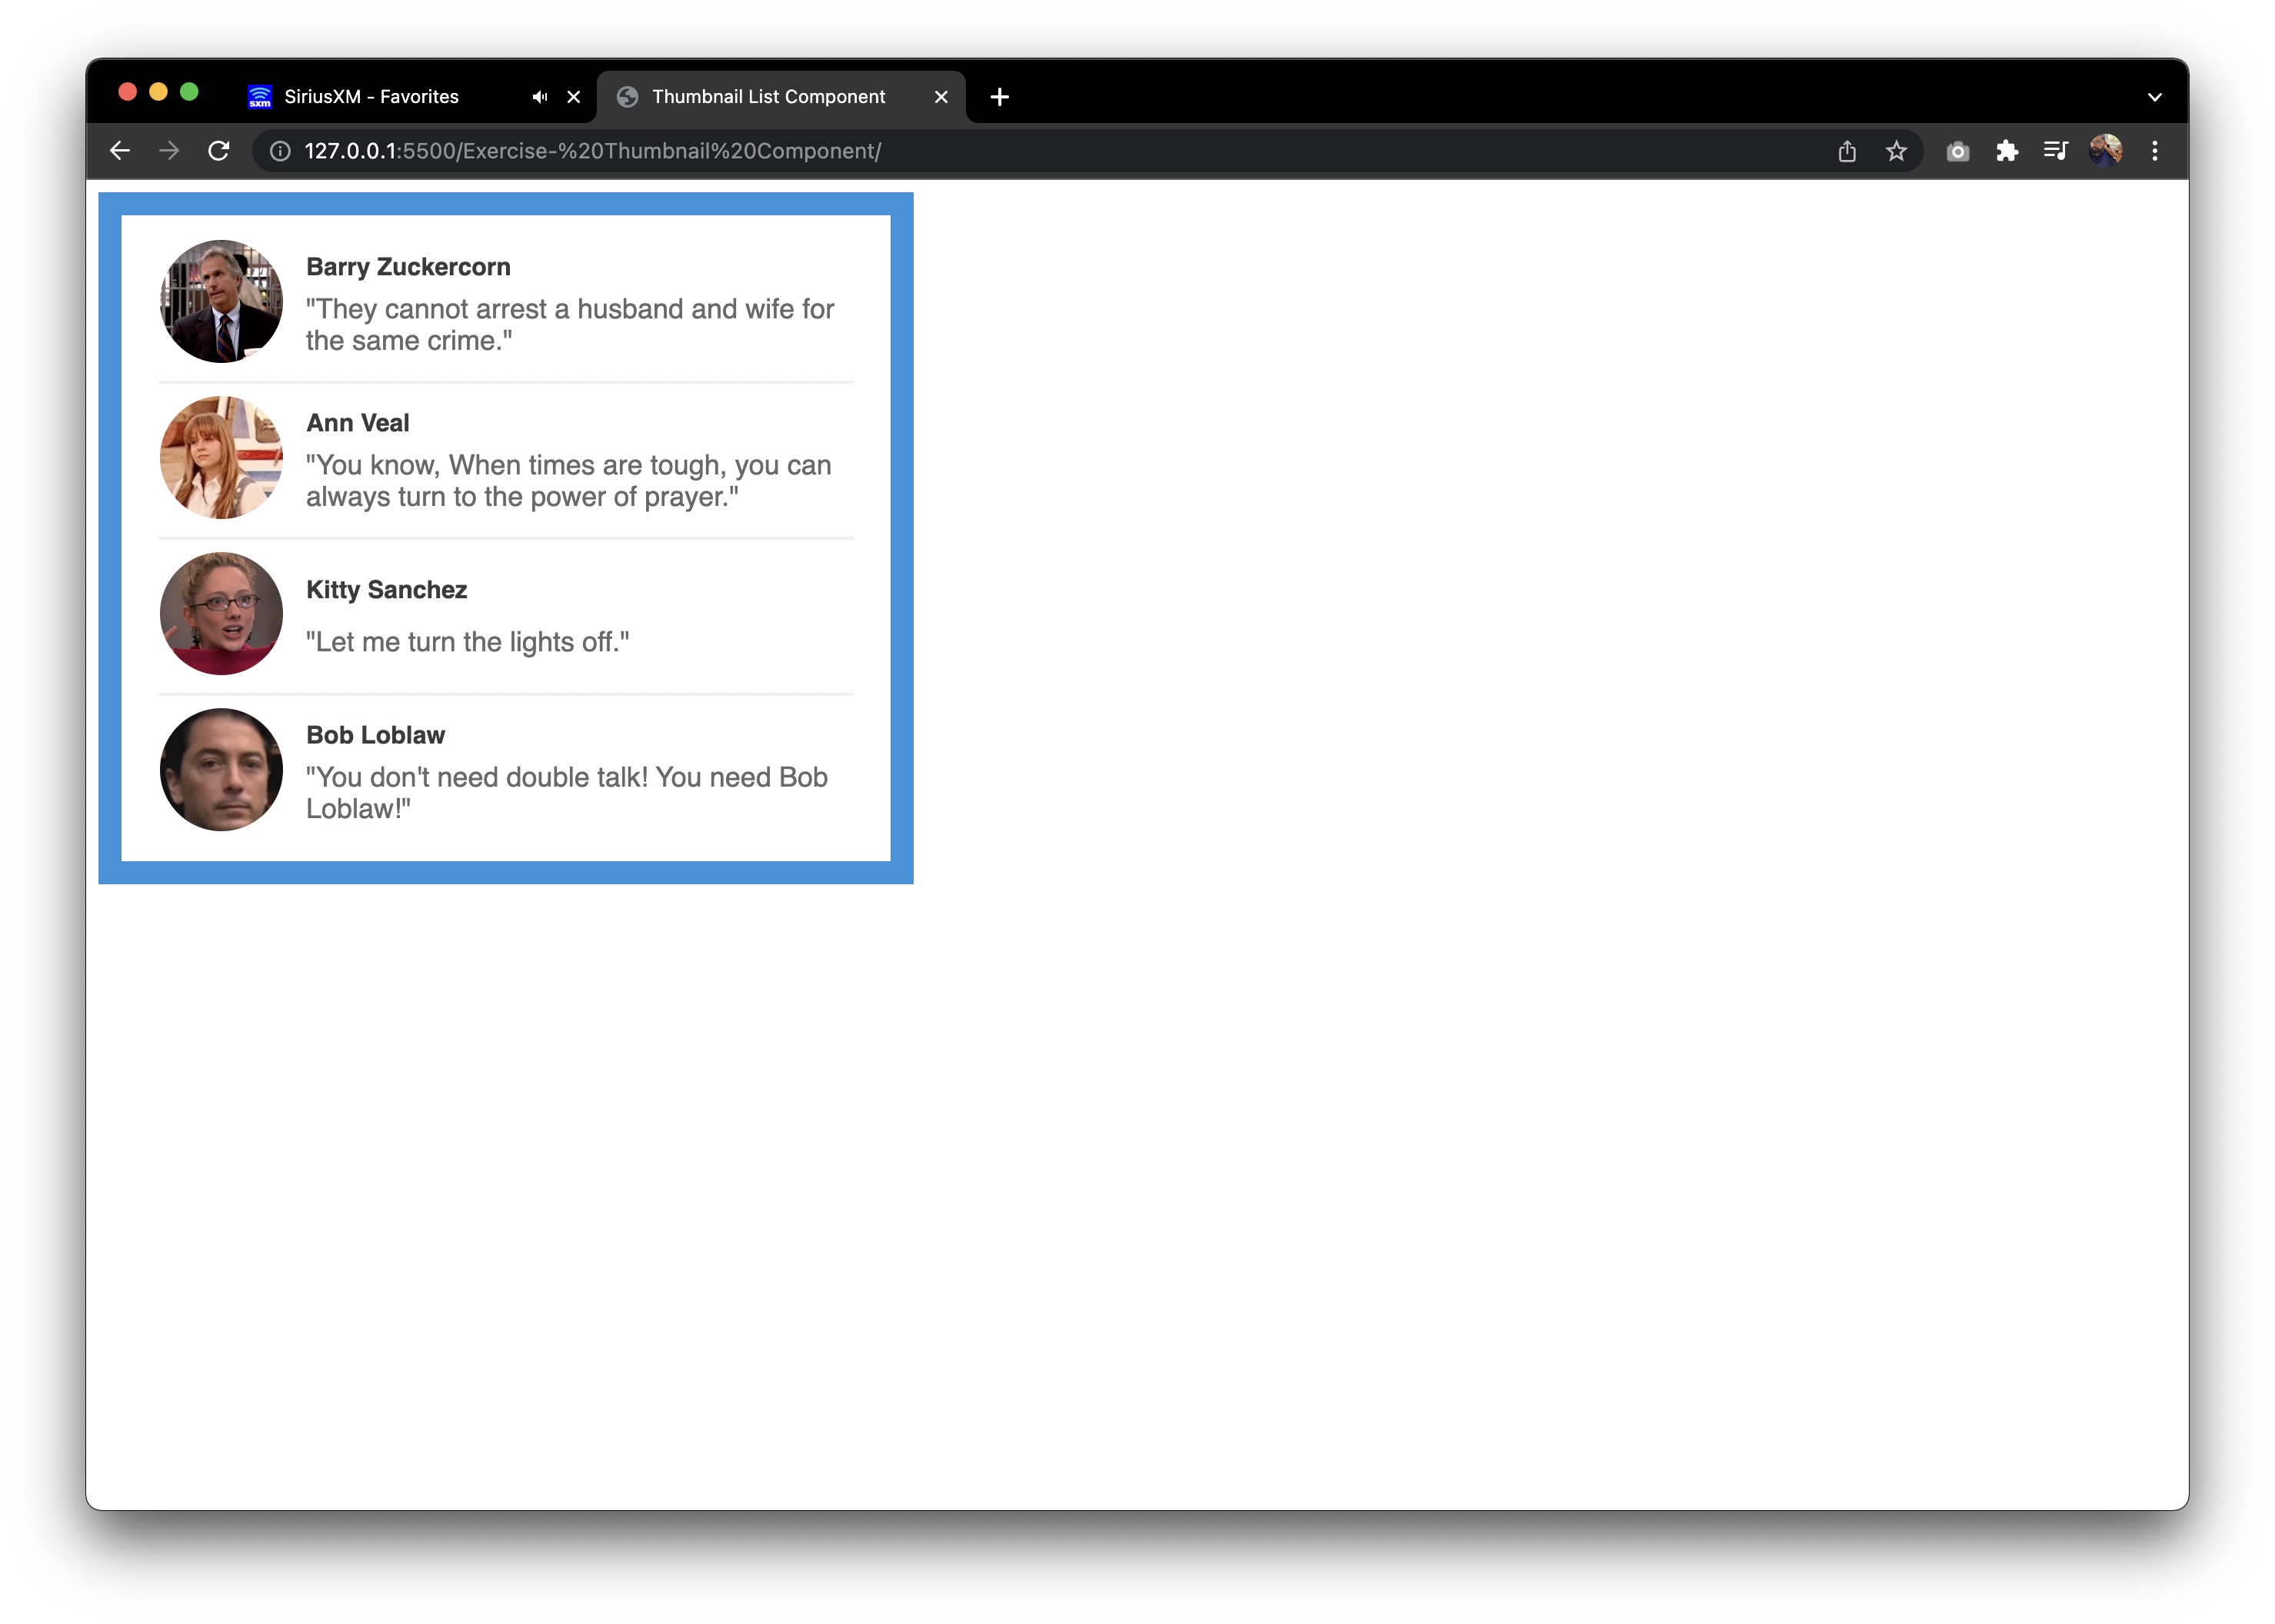 SiriusXM - Favorites
Thumbnail List Component
sxm
127.0.0.1:5500/Exercise-%20Thumbnail%20Component/
Barry Zuckercorn
"They cannot arrest a husband and wife for
the same crime."
Ann Veal
"You know, When times are tough, you can
always turn to the power of prayer."
Kitty Sanchez
"Let me turn the lights off."
Bob Loblaw
"You don't need double talk! You need Bob
Loblaw!"